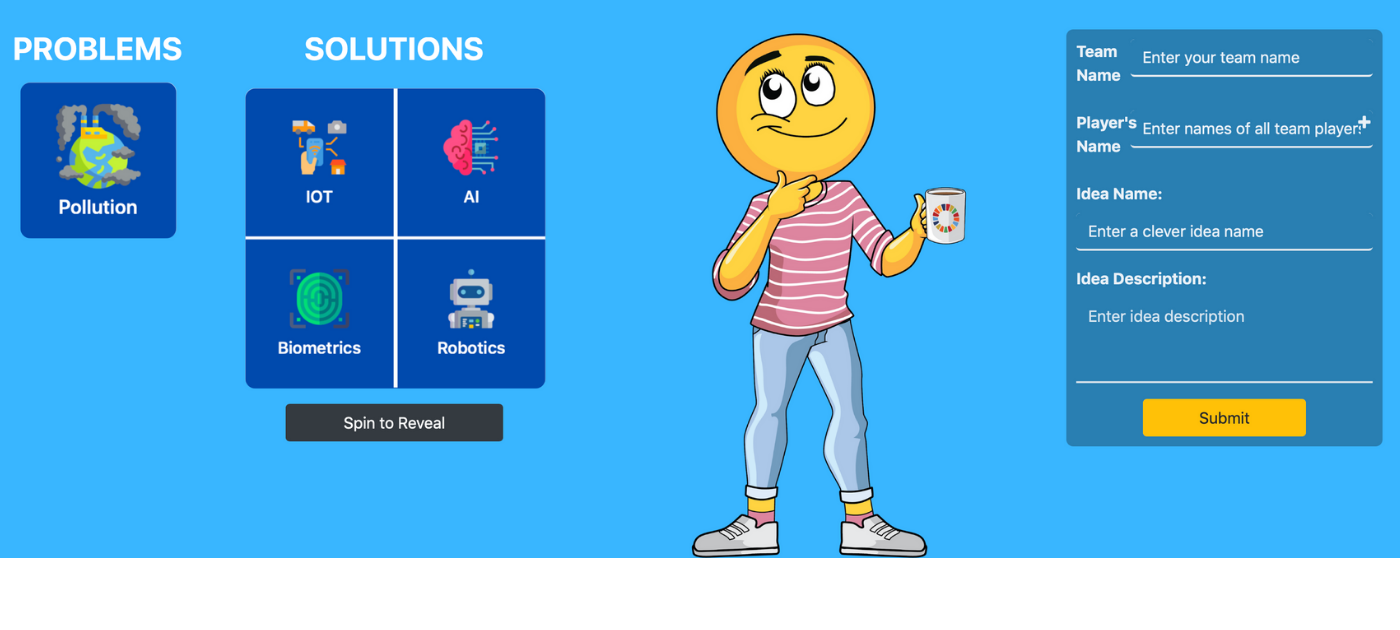 PROBLEMS
Pollution
SOLUTIONS
IOT
AI
Biometrics
Robotics
Spin to Reveal
Team
Name
Enter your team name
Player's
Name
Enter names of all team players
Idea Name:
Enter a clever idea name
Idea Description:
Enter idea description
Submit